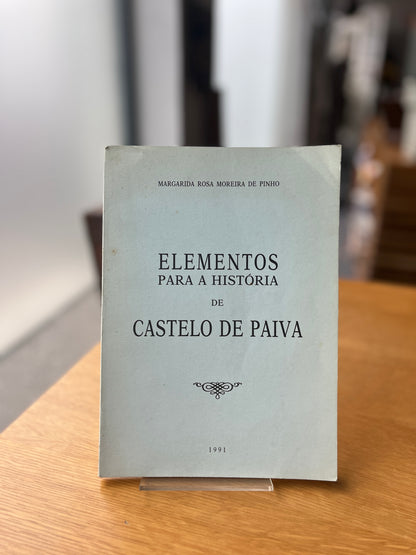 MARGARIDA ROSA MOREIRA DE PINHO
ELEMENTOS
PARA A HISTÓRIA
DE
CASTELO DE PAIVA
1991